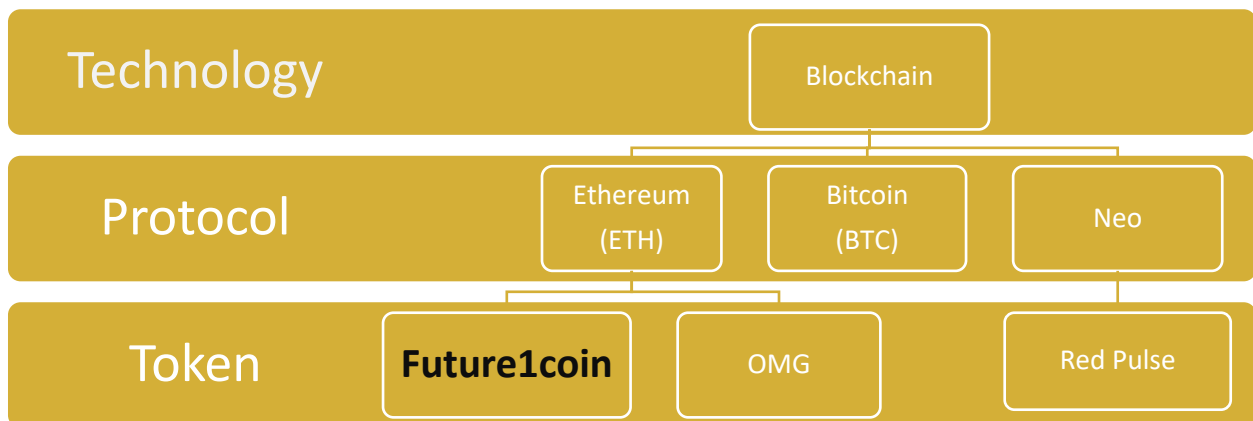 Technology
Blockchain
Protocol
Ethereum
(ETH)
Bitcoin
(BTC)
Neo
Token
Future1coin
OMG
Red Pulse